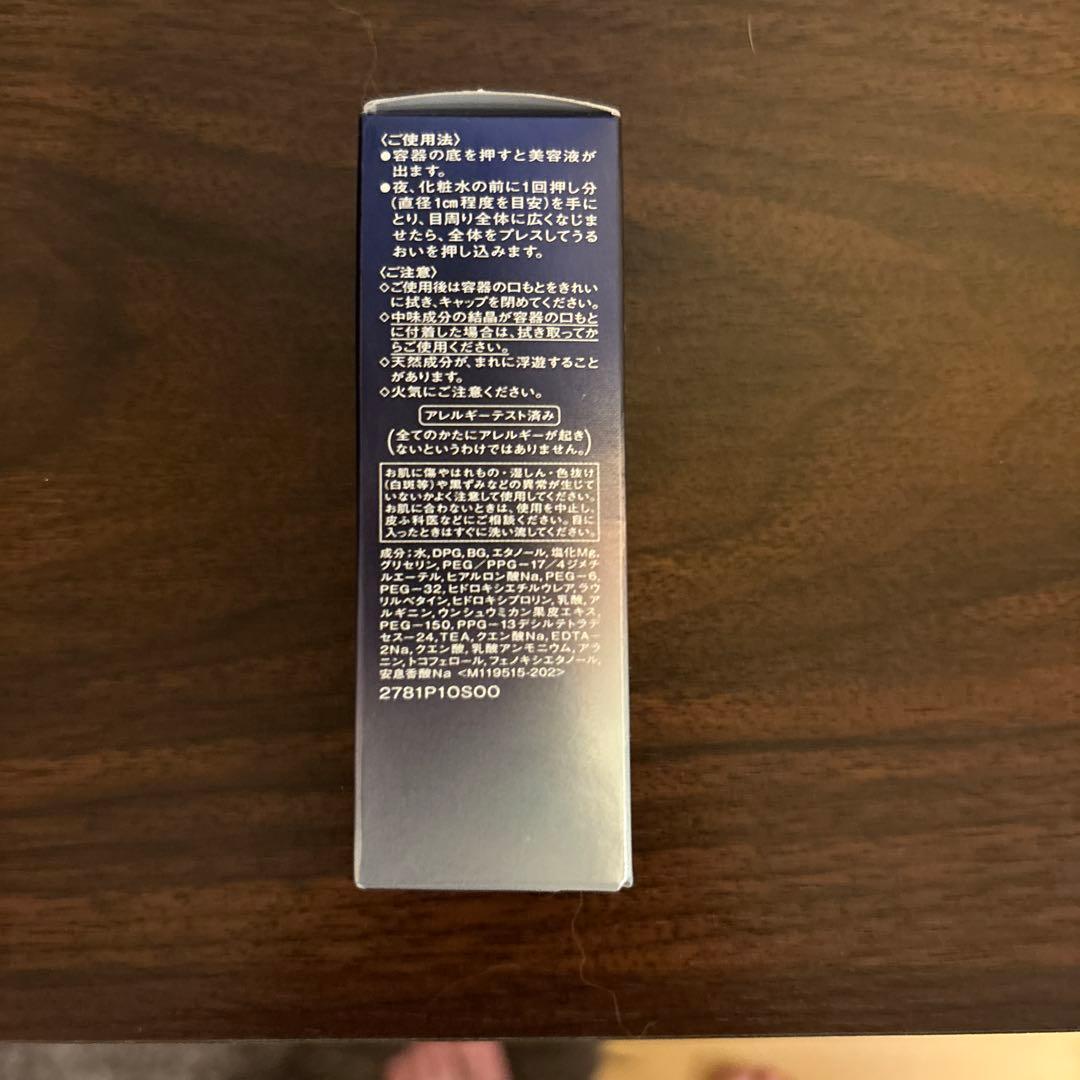 〈ご使用法〉
●容器の底を押すと美容液が
出ます。
●夜、化粧水の前に1回押し分
(直径1cm程度を目安)を手に
とり、目周り全体に広くなじま
せたら、全体をプレスしてうる
おいを押し込みます。
〈ご注意〉
◇ご使用後は容器の口もとをきれい
に拭き、キャップを閉めてください。
◇中味成分の結晶が容器の口もと
に付着した場合は、拭き取ってか
らご使用ください。
◇天然成分が、まれに浮遊すること
があります。
◇火気にご注意ください。
アレルギーテスト済み
(全てのかたにアレルギーが起き
ないというわけではありません。)
お肌に傷やはれもの・湿しん・色抜け
(白斑等)や黒ずみなどの異常が生じて
いないかよく注意して使用してください。
お肌に合わないときは、使用を中止し、
皮ふ科医などにご相談ください。目に
入ったときはすぐに洗い流してください。
成分;水,DPG,BG,エタノール,塩化Mg,
グリセリン,PEG/PPG-17/4ジメチ
ルエーテル,ヒアルロン酸Na,PEG-6,
PEG-32,ヒドロキシエチルウレア,ラウ
リルベタイン,ヒドロキシプロリン,乳酸,ア
ルギニン,ウンシュウミカン果皮エキス,
PEG-150,PPG-13デシルテトラデ
セス-24,TEA,クエン酸Na,EDTA-
2Na,クエン酸,乳酸アンモニウム,アラ
ニン,トコフェロール,フェノキシエタノール,
安息香酸Na <M119515-202>
2781P10S00